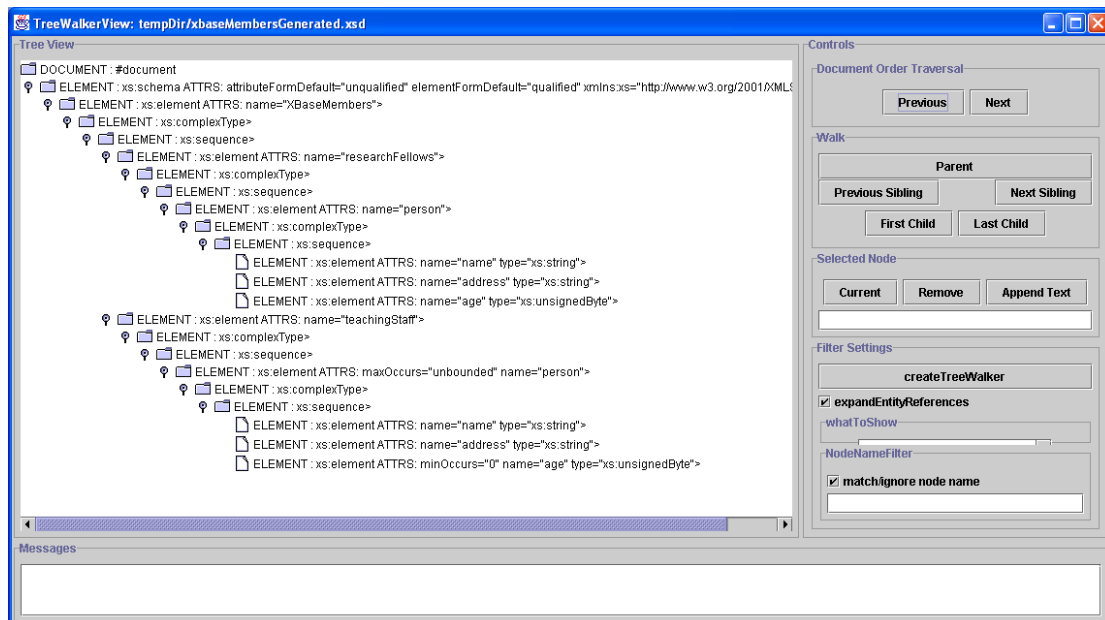 TreeWalkerView: tempDir/xbaseMembersGenerated.xsd
Tree View
DOCUMENT : #document
ELEMENT : xs:schema ATTRS: attributeFormDefault="unqualified" elementFormDefault="qualified" xmlns:xs="http://www.w3.org/2001/XMLS
ELEMENT : xs:element ATTRS: name="XBaseMembers">
ELEMENT : xs:complexType>
ELEMENT : xs:sequence>
ELEMENT : xs:element ATTRS: name="researchFellows">
ELEMENT : xs:complexType>
ELEMENT : xs:sequence>
ELEMENT : xs:element ATTRS: name="person">
ELEMENT : xs:complexType>
ELEMENT : xs:sequence>
ELEMENT : xs:element ATTRS: name="name" type="xs:string">
ELEMENT : xs:element ATTRS: name="address" type="xs:string">
ELEMENT : xs:element ATTRS: name="age" type="xs:unsignedByte">
ELEMENT : xs:element ATTRS: name="teachingStaff">
ELEMENT : xs:complexType>
ELEMENT : xs:sequence>
ELEMENT : xs:element ATTRS: maxOccurs="unbounded" name="person">
ELEMENT : xs:complexType>
ELEMENT : xs:sequence>
ELEMENT : xs:element ATTRS: name="name" type="xs:string">
ELEMENT : xs:element ATTRS: name="address" type="xs:string">
ELEMENT : xs:element ATTRS: minOccurs="0" name="age" type="xs:unsignedByte">
Controls
Document Order Traversal
Previous Next
Walk
Parent
Previous Sibling Next Sibling
First Child Last Child
Selected Node
Current Remove Append Text
Filter Settings
createTreeWalker
expandEntityReferences
whatToShow
NodeNameFilter
match/ignore node name
Messages